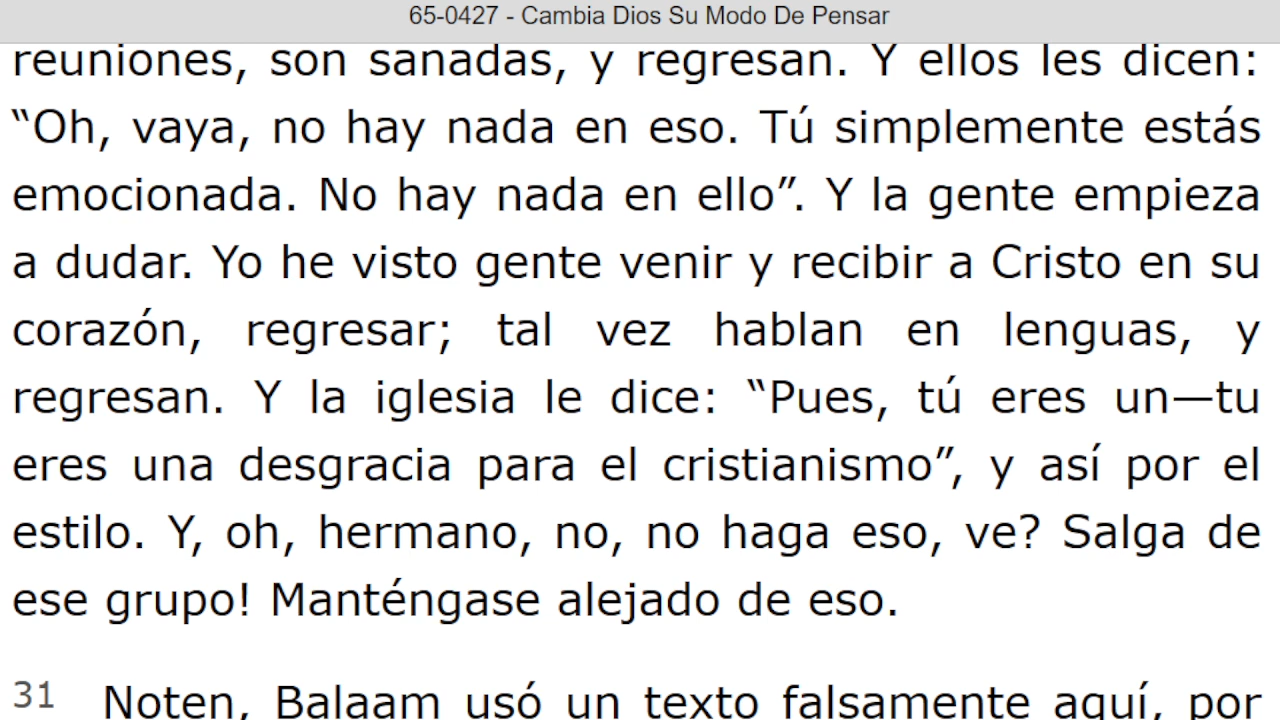 65-0427 - Cambia Dios Su Modo De Pensar
reuniones, son sanadas, y regresan. Y ellos les dicen:
“Oh, vaya, no hay nada en eso. Tú simplemente estás
emocionada. No hay nada en ello”. Y la gente empieza
a dudar. Yo he visto gente venir y recibir a Cristo en su
corazón, regresar; tal vez hablan en lenguas, y
regresan. Y la iglesia le dice: “Pues, tú eres un—tu
eres una desgracia para el cristianismo”, y así por el
estilo. Y, oh, hermano, no, no haga eso, ve? Salga de
ese grupo! Manténgase alejado de eso.
31 Noten, Balaam usó un texto falsamente aquí, por